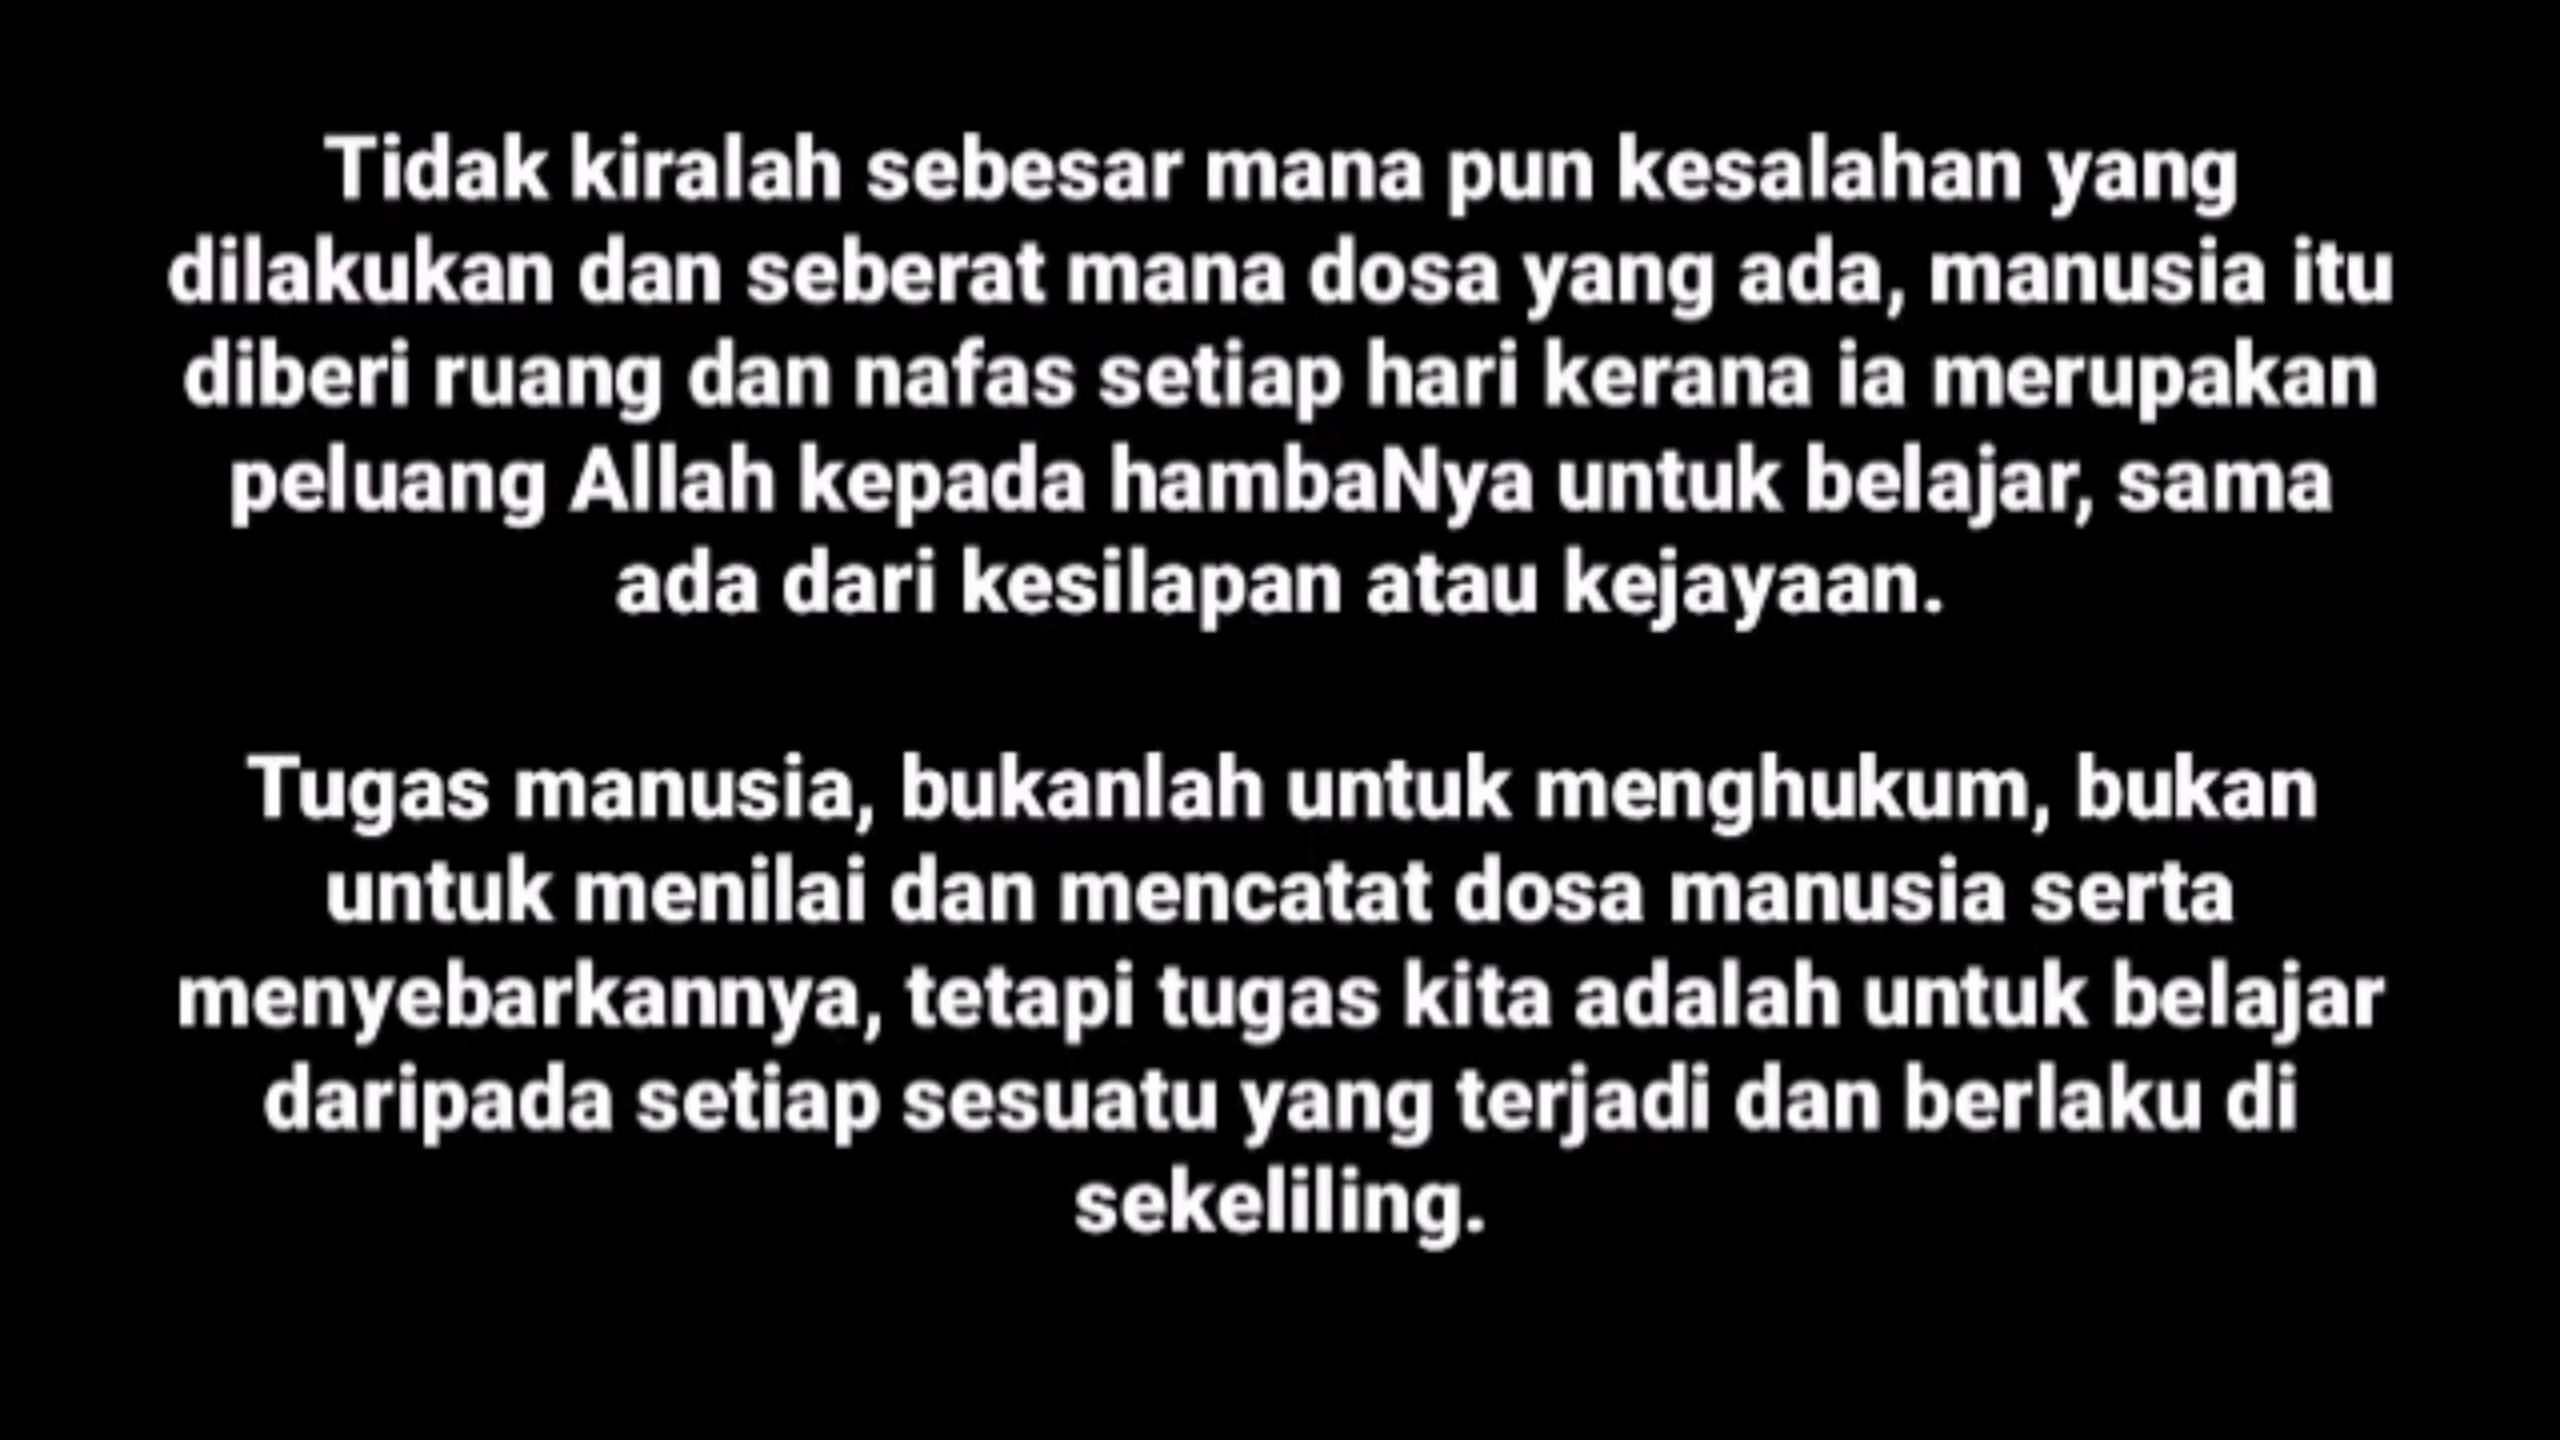 Tidak kiralah sebesar mana pun kesalahan yang
dilakukan dan seberat mana dosa yang ada, manusia itu
diberi ruang dan nafas setiap hari kerana ia merupakan
peluang Allah kepada hambaNya untuk belajar, sama
ada dari kesilapan atau kejayaan.
Tugas manusia, bukanlah untuk menghukum, bukan
untuk menilai dan mencatat dosa manusia serta
menyebarkannya, tetapi tugas kita adalah untuk belajar
daripada setiap sesuatu yang terjadi dan berlaku di
sekeliling.